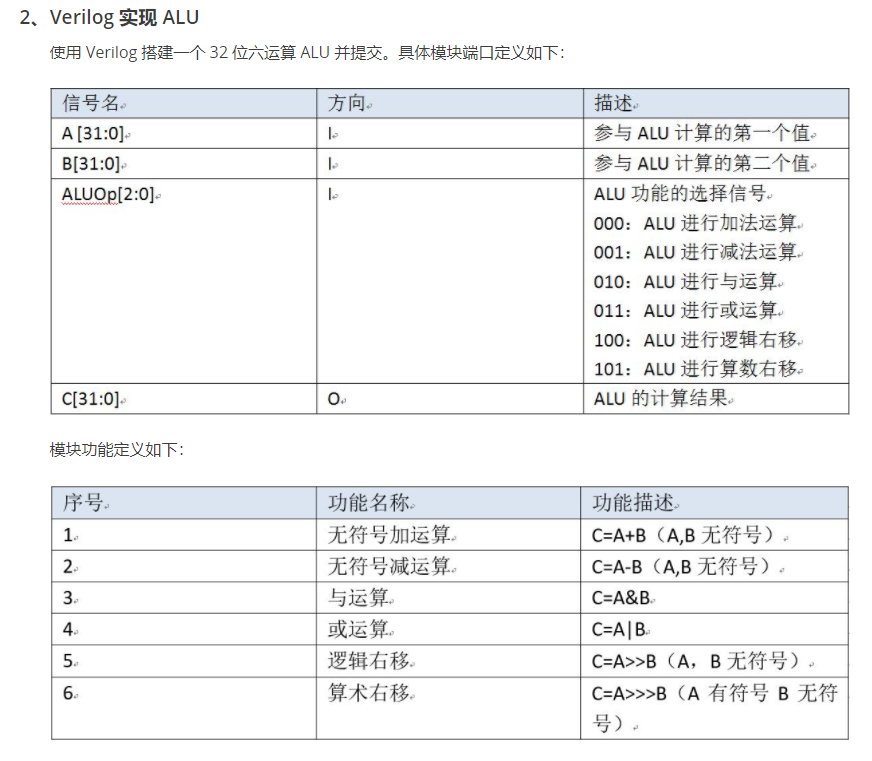 2、Verilog 实现 ALU
使用 Verilog 搭建一个 32 位六运算 ALU 并提交。具体模块端口定义如下：
信号名 方向 描述
A [31:0] I 参与 ALU 计算的第一个值
B[31:0] I 参与 ALU 计算的第二个值
ALUOp[2:0] I ALU 功能的选择信号
000：ALU 进行加法运算
001：ALU 进行减法运算
010：ALU 进行与运算
011：ALU 进行或运算
100：ALU 进行逻辑右移
101：ALU 进行算数右移
C[31:0] O ALU 的计算结果
模块功能定义如下：
序号 功能名称 功能描述
1 无符号加运算 C=A+B（A,B 无符号）
2 无符号减运算 C=A-B（A,B 无符号）
3 与运算 C=A&B
4 或运算 C=A|B
5 逻辑右移 C=A>>B（A，B 无符号）
6 算术右移 C=A>>>B（A 有符号 B 无符
号）